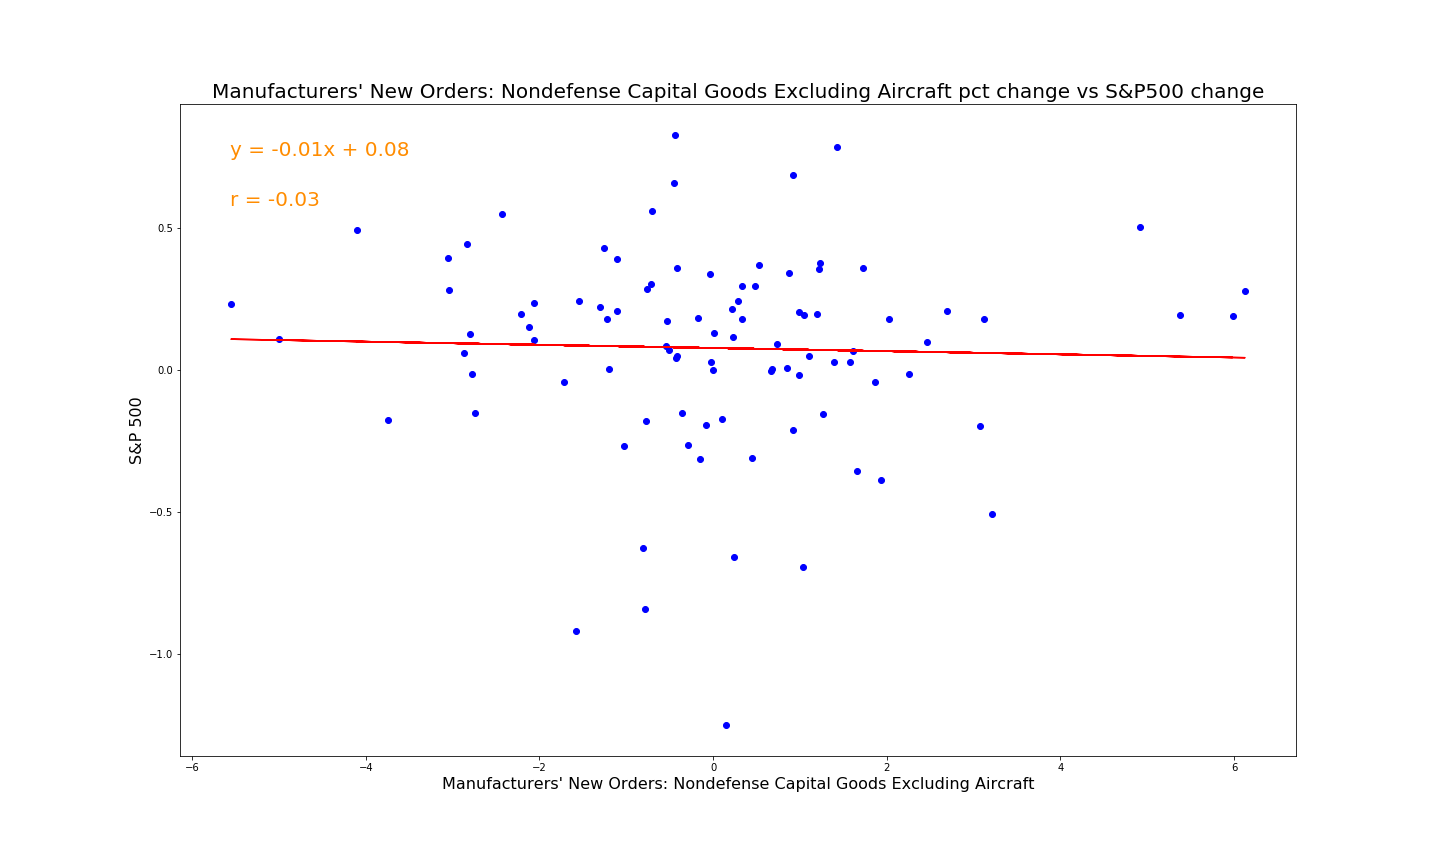 Manufacturers' New Orders: Nondefense Capital Goods Excluding Aircraft pct change vs S&P500 change
y = -0.01x + 0.08
r = -0.03
S&P 500
0.5
0.0
−0.5
−1.0
−6
−4
−2
0
2
4
6
Manufacturers' New Orders: Nondefense Capital Goods Excluding Aircraft